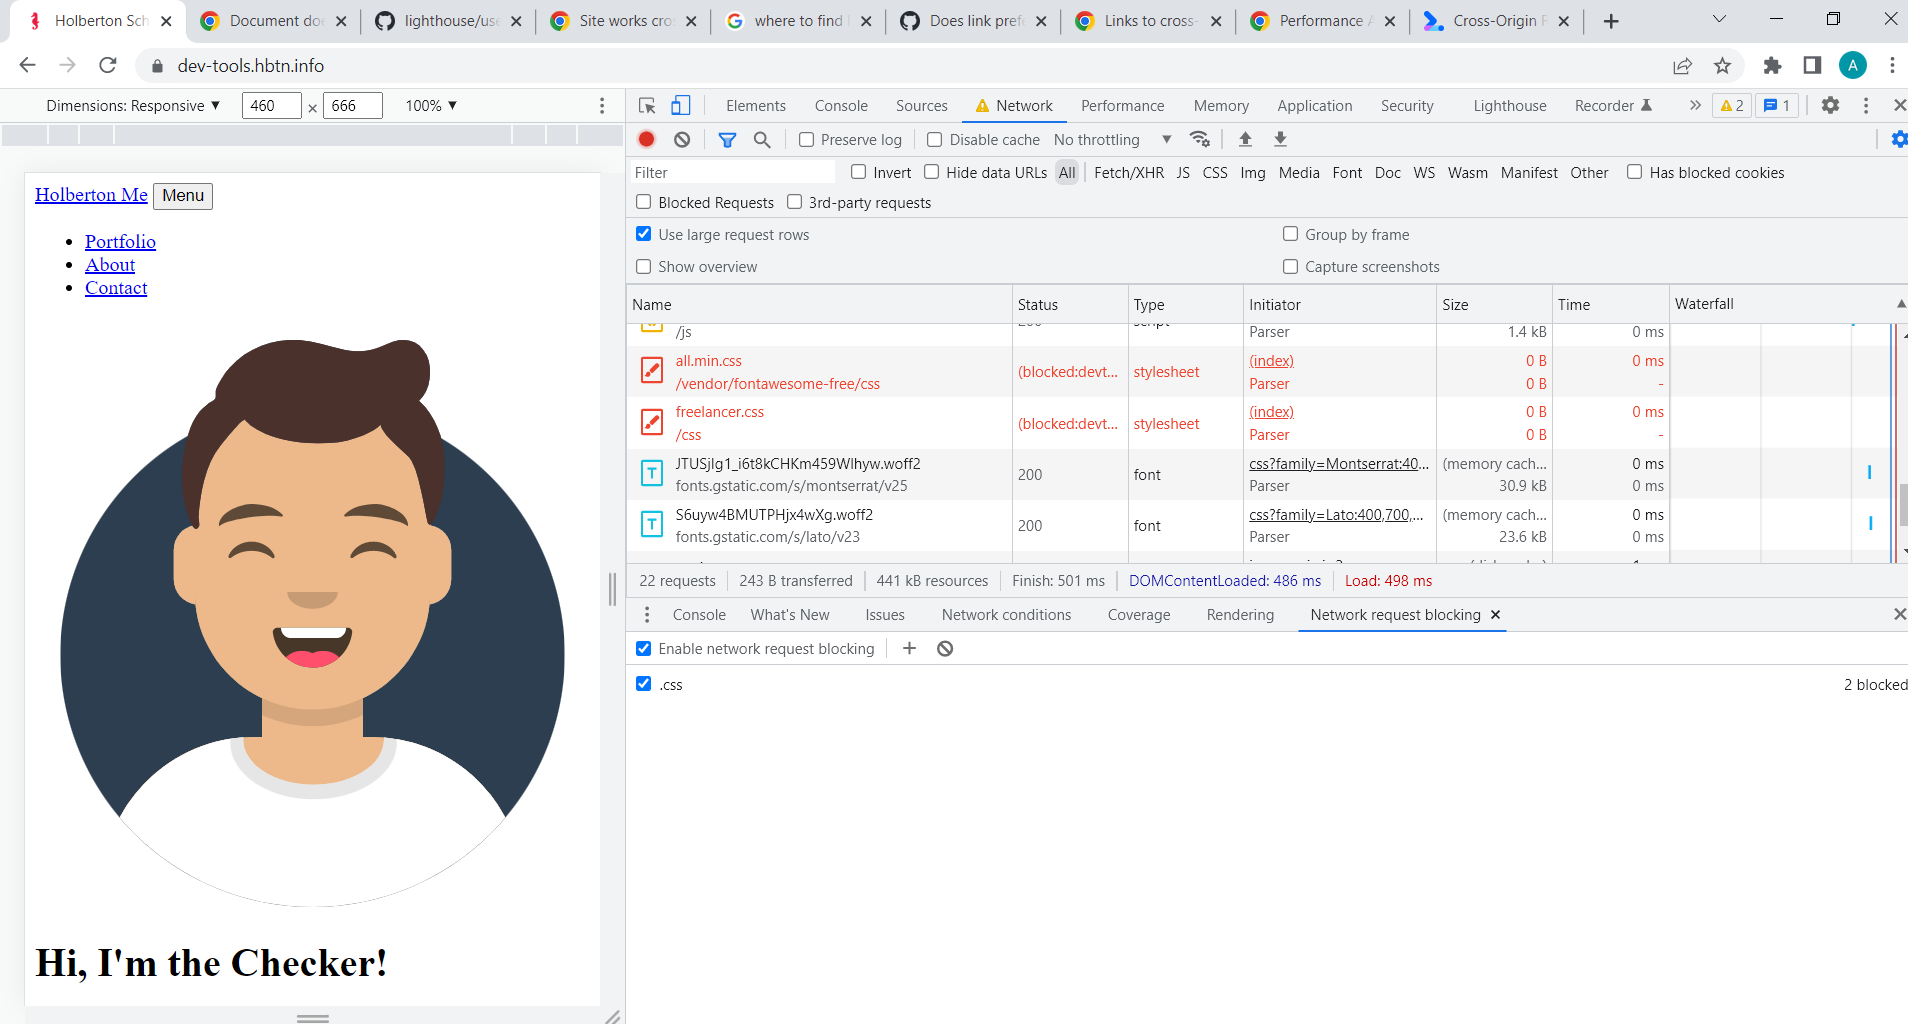 Holberton Sch
Document doe
lighthouse/use
Site works cro
where to find
Does link pref
Links to cross-
Performance A
Cross-Origin R
dev-tools.hbtn.info
A
Dimensions: Responsive ▼ 460 × 666 100% ▼
Elements Console Sources Network Performance Memory Application Security Lighthouse Recorder » 2 1
Preserve log Disable cache No throttling ▼
Filter Invert Hide data URLs All Fetch/XHR JS CSS Img Media Font Doc WS Wasm Manifest Other Has blocked cookies
Blocked Requests 3rd-party requests
Use large request rows Group by frame
Show overview Capture screenshots
Name Status Type Initiator Size Time Waterfall
/js Parser 1.4 kB 0 ms
all.min.css (index) 0 B 0 ms
(blocked:devt... stylesheet
/vendor/fontawesome-free/css Parser 0 B -
freelancer.css (index) 0 B 0 ms
(blocked:devt... stylesheet
/css Parser 0 B -
css?family=Montserrat:40... (memory cach... 0 ms
200 font
fonts.gstatic.com/s/montserrat/v25 Parser 30.9 kB 0 ms
S6uyw4BMUTPHjx4wXg.woff2 css?family=Lato:400,700,... (memory cach... 0 ms
200 font
fonts.gstatic.com/s/lato/v23 Parser 23.6 kB 0 ms
22 requests 243 B transferred 441 kB resources Finish: 501 ms DOMContentLoaded: 486 ms Load: 498 ms
Console What's New Issues Network conditions Coverage Rendering Network request blocking
Enable network request blocking
.css 2 blocked
Holberton Me Menu
Portfolio
About
Contact
Hi, I'm the Checker!